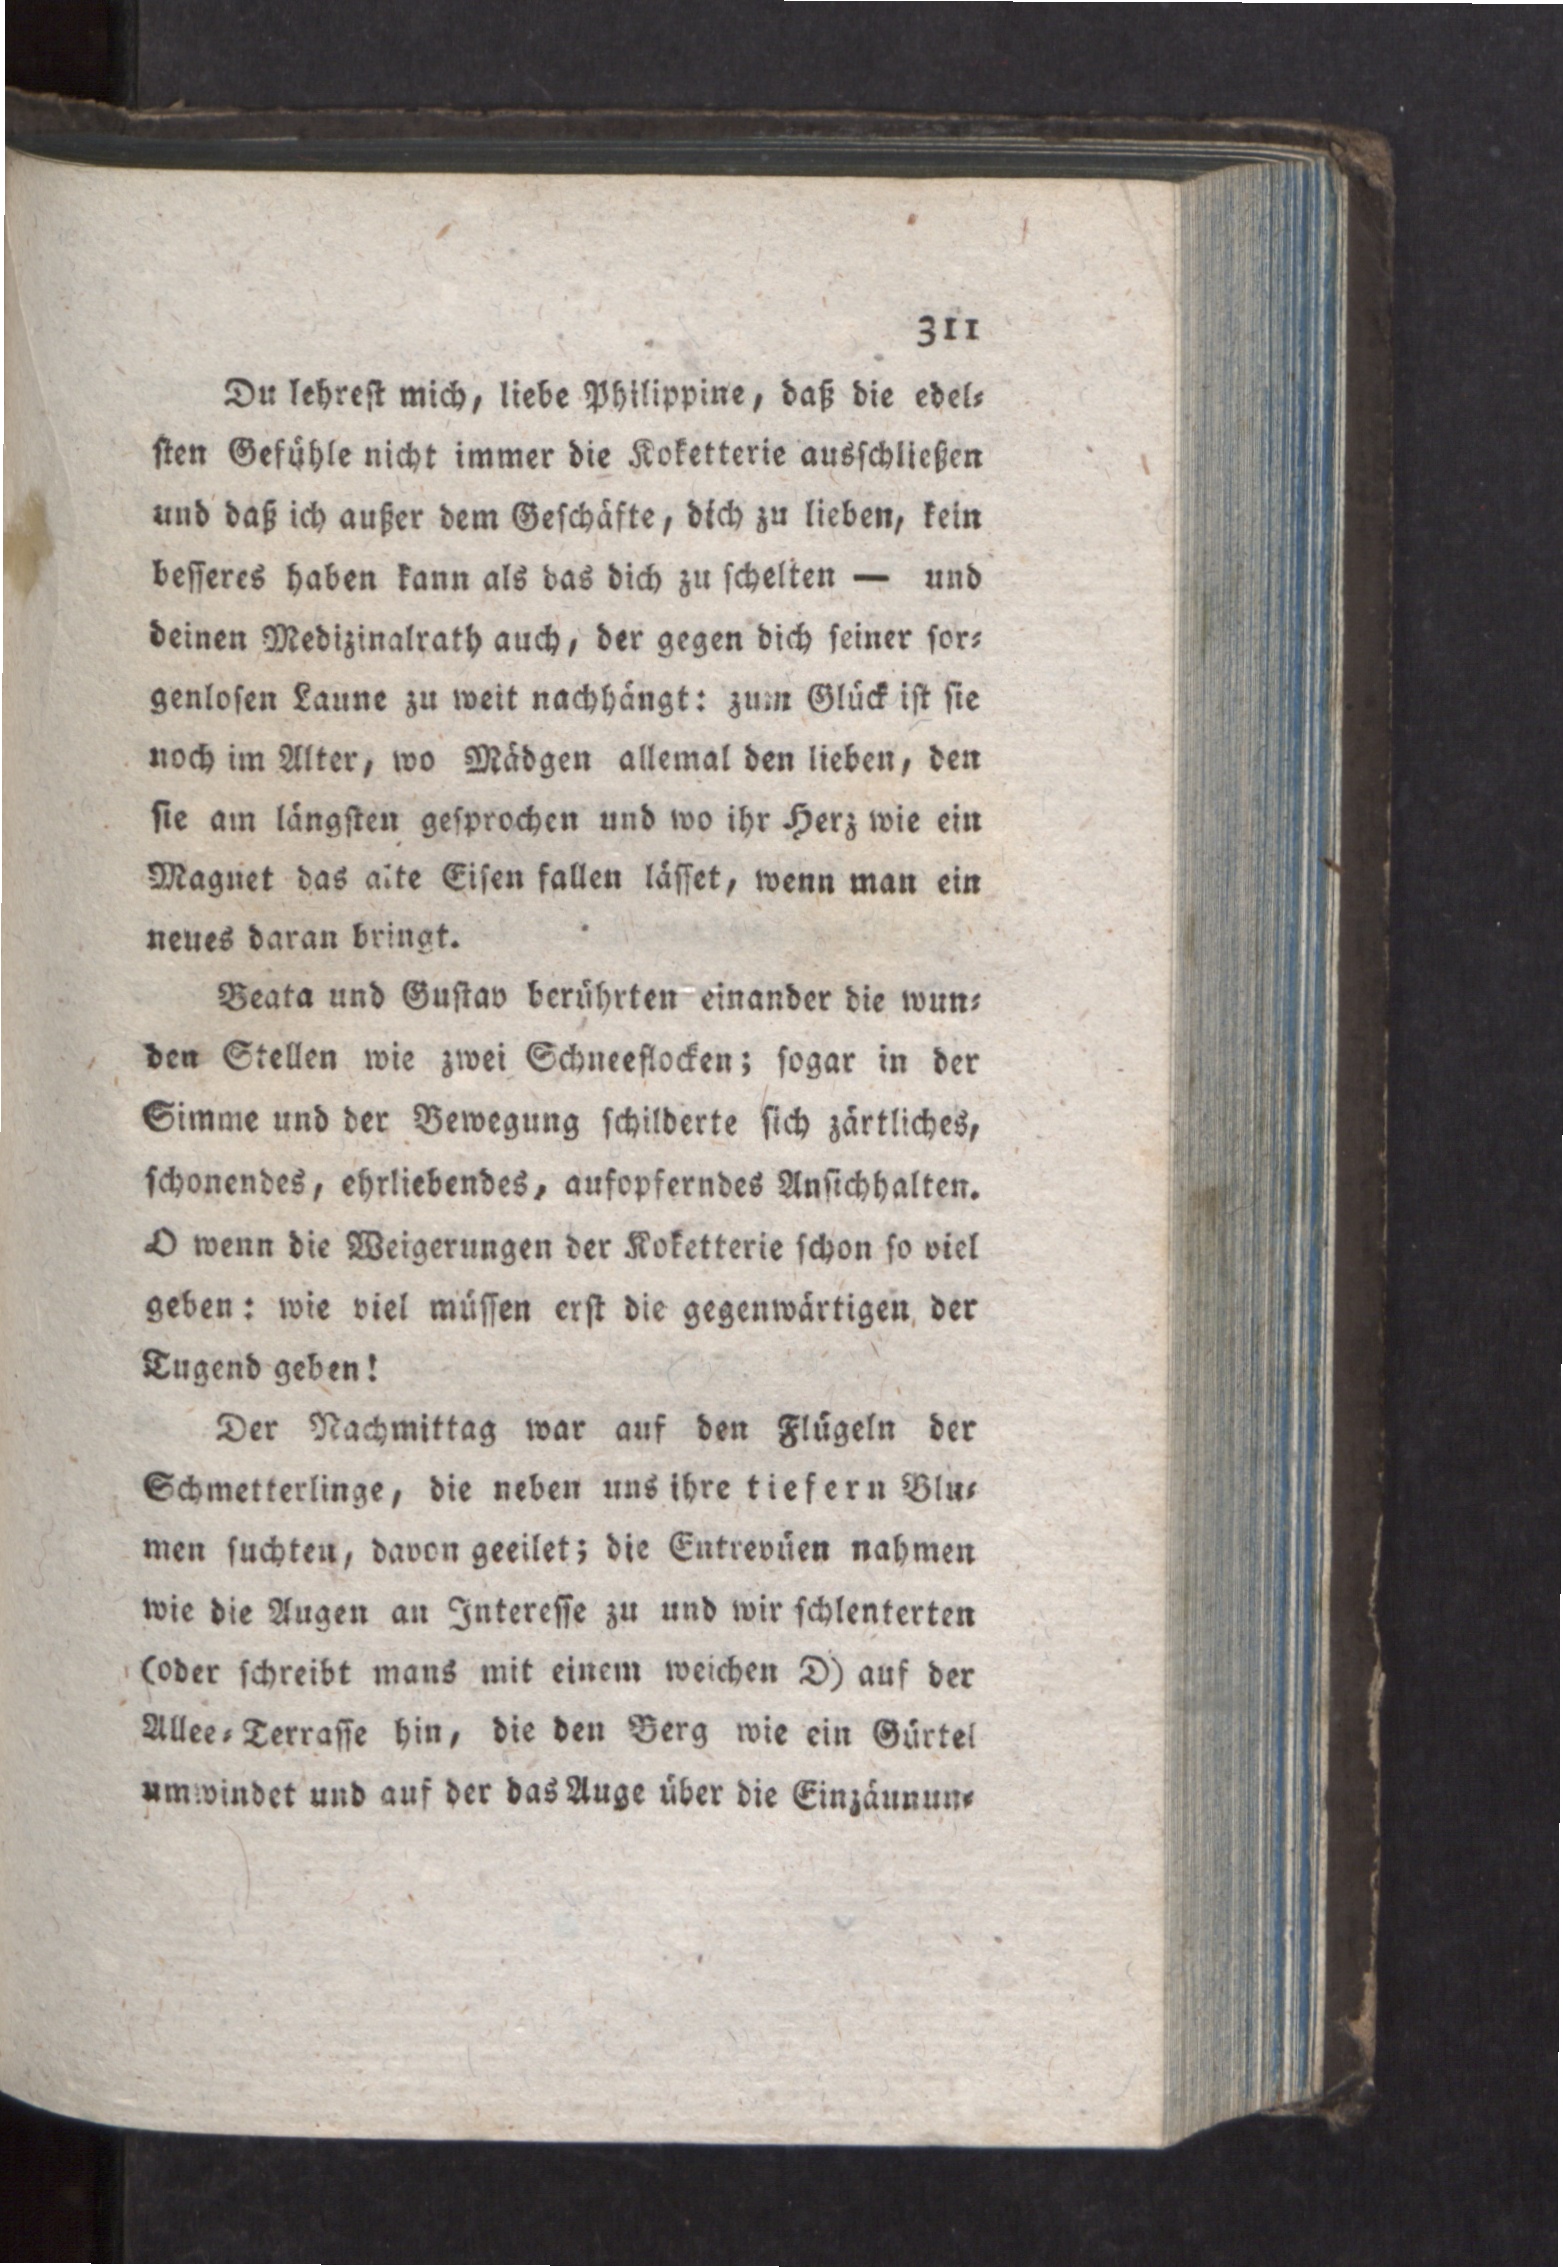 311
Du lehrest mich, liebe Philippine, daß die edel⸗
sten Gefühle nicht immer die Koketterie ausschließen
und daß ich außer dem Geschäfte, dich zu lieben, kein
besseres haben kann als das dich zu schelten — und
deinen Medizinalrath auch, der gegen dich seiner sor⸗
genlosen Laune zu weit nachhängt: zum Glück ist sie
noch im Alter, wo Mädgen allemal den lieben, den
sie am längsten gesprochen und wo ihr Herz wie ein
Magnet das alte Eisen fallen lässet, wenn man ein
neues daran bringt.
Beata und Gustav berührten einander die wun⸗
den Stellen wie zwei Schneeflocken; sogar in der
Simme und der Bewegung schilderte sich zärtliches,
schonendes, ehrliebendes, aufopferndes Ansichhalten.
O wenn die Weigerungen der Koketterie schon so viel
geben: wie viel müssen erst die gegenwärtigen der
Tugend geben!
Der Nachmittag war auf den Flügeln der
Schmetterlinge, die neben uns ihre tiefern Blu⸗
men suchten, davon geeilet; die Entrevüen nahmen
wie die Augen an Interesse zu und wir schlenterten
(oder schreibt mans mit einem weichen D) auf der
Allee⸗Terrasse hin, die den Berg wie ein Gürtel
umwindet und auf der das Auge über die Einzäunun⸗